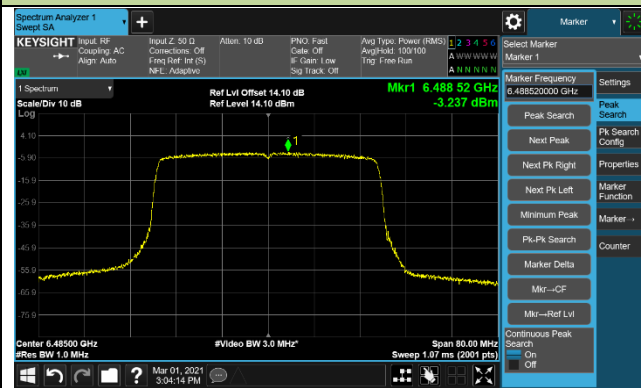 Spectrum Analyzer 1
Swept SA
Marker
KEYSIGHT
Input: RF
Coupling: AC
Align: Auto
Input Z: 50 Ω
Corrections: Off
Freq Ref: Int (S)
NFE: Adaptive
Atten: 10 dB
PNO: Fast
Gate: Off
IF Gain: Low
Sig Track: Off
Avg Type: Power (RMS)
Avg|Hold: 100/100
Trig: Free Run
1 2 3 4 5 6
A W W W W W
A N N N N N
Select Marker
Marker 1
LXI
1 Spectrum
Scale/Div 10 dB
Log
Ref Lvl Offset 14.10 dB
Ref Level 14.10 dBm
Mkr1 6.488 52 GHz
-3.237 dBm
Marker Frequency
6.488520000 GHz
Peak Search
Next Peak
Next Pk Right
Next Pk Left
Minimum Peak
Pk-Pk Search
Marker Delta
Mkr→CF
Mkr→Ref Lvl
Continuous Peak
Search
On
Off
Settings
Peak
Search
Pk Search
Config
Properties
Marker
Function
Marker→
Counter
4.10
-5.90
-15.9
-25.9
-35.9
-45.9
-55.9
-65.9
-75.9
1
Center 6.48500 GHz
#Res BW 1.0 MHz
#Video BW 3.0 MHz*
Span 80.00 MHz
Sweep 1.07 ms (2001 pts)
Mar 01, 2021
3:04:14 PM